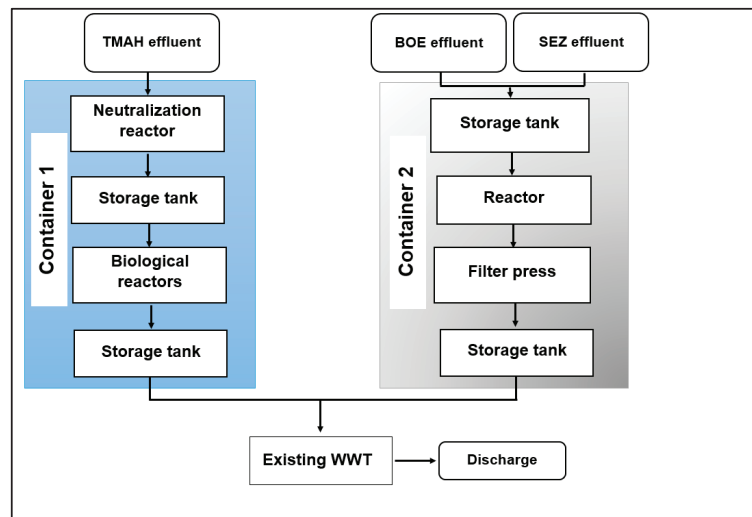 TMAH effluent
BOE effluent
SEZ effluent
Container 1
Neutralization
reactor
Storage tank
Biological
reactors
Storage tank
Container 2
Storage tank
Reactor
Filter press
Storage tank
Existing WWT
Discharge